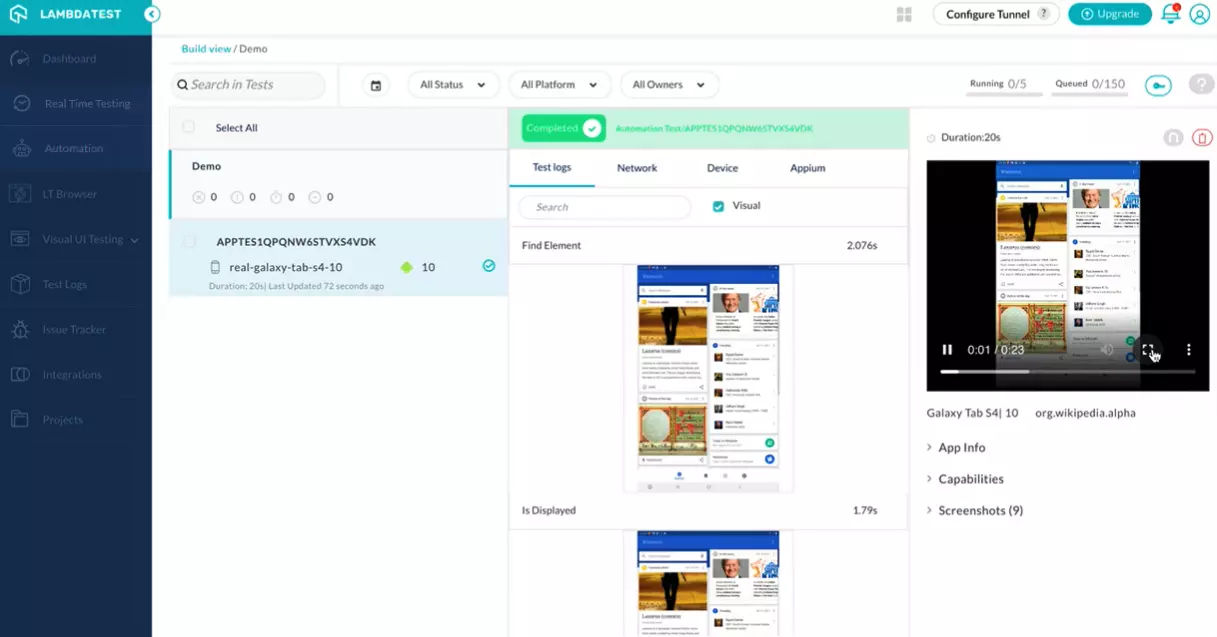 LAMBDATEST
Configure Tunnel ?
Upgrade
Dashboard
Real Time Testing
Automation
LT Browser
Visual UI Testing
Test Logs
Issue Tracker
Integrations
Projects
Build view / Demo
Search in Tests
All Status
All Platform
All Owners
Running 0/5
Queued 0/150
?
Select All
Demo
0 0 0 0
APPTES1QPQNW6STVXS4VDK
real-galaxy-tab-s4-10
10
Duration: 20s| Last Updated 72 seconds ago
Completed
Automation Test/APPTES1QPQNW6STVXS4VDK
Test logs
Network
Device
Appium
Search
Visual
Find Element
2.076s
Is Displayed
1.79s
Duration:20s
0:01 / 0:23
Galaxy Tab S4| 10
org.wikipedia.alpha
App Info
Capabilities
Screenshots (9)